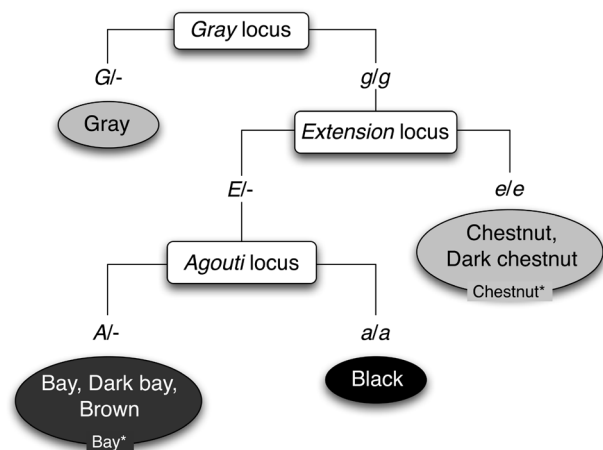 Gray locus
G/-
g/g
Gray
Extension locus
E/-
e/e
Chestnut,
Dark chestnut
Chestnut*
Agouti locus
A/-
a/a
Bay, Dark bay,
Brown
Bay*
Black